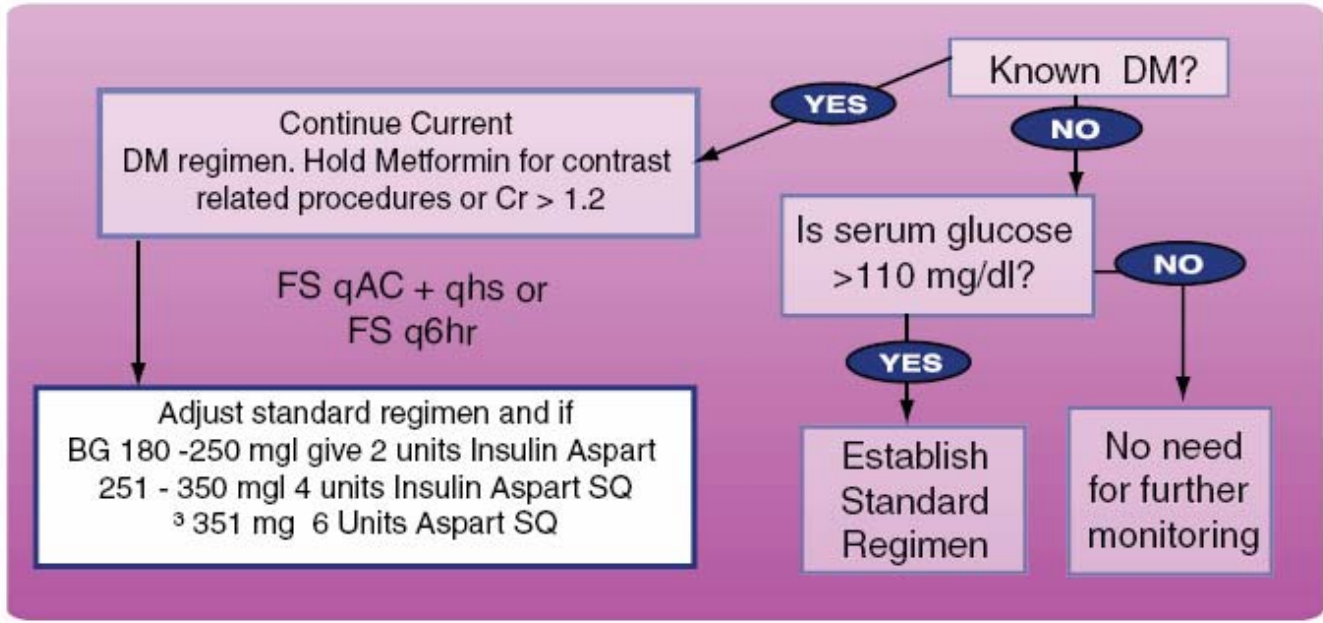 Known DM?
YES
NO
Continue Current
DM regimen. Hold Metformin for contrast
related procedures or Cr > 1.2
Is serum glucose
>110 mg/dl?
NO
YES
FS qAC + qhs or
FS q6hr
Adjust standard regimen and if
BG 180 -250 mgl give 2 units Insulin Aspart
251 - 350 mgl 4 units Insulin Aspart SQ
³ 351 mg 6 Units Aspart SQ
Establish
Standard
Regimen
No need
for further
monitoring